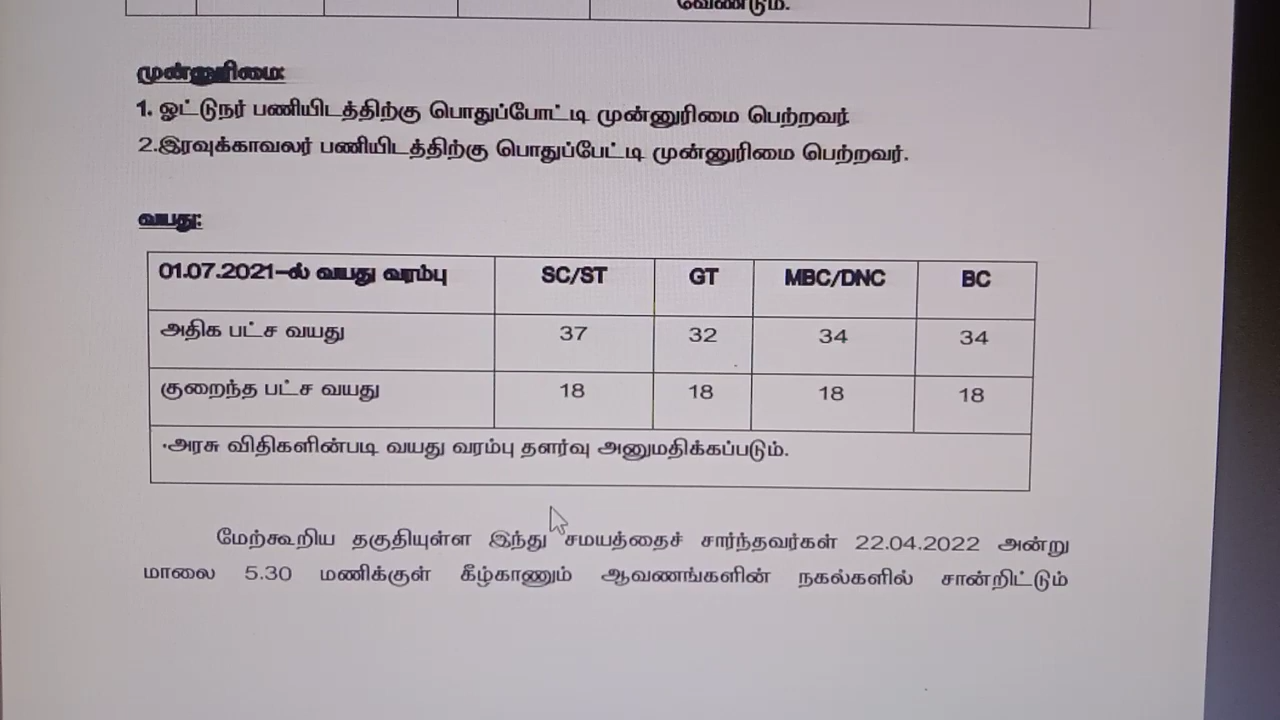 வேண்டும்.
முன்னுரிமை:
1. ஓட்டுநர் பணியிடத்திற்கு பொதுப்போட்டி முன்னுரிமை பெற்றவர்
2.இரவுக்காவலர் பணியிடத்திற்கு பொதுப்பேட்டி முன்னுரிமை பெற்றவர்.
வயது:
01.07.2021-ல் வயது வரம்பு SC/ST GT MBC/DNC BC
அதிக பட்ச வயது 37 32 34 34
குறைந்த பட்ச வயது 18 18 18 18
·அரசு விதிகளின்படி வயது வரம்பு தளர்வு அனுமதிக்கப்படும்.
மேற்கூறிய தகுதியுள்ள இந்து சமயத்தைச் சார்ந்தவர்கள் 22.04.2022 அன்று
மாலை 5.30 மணிக்குள் கீழ்காணும் ஆவணங்களின் நகல்களில் சான்றிட்டும்